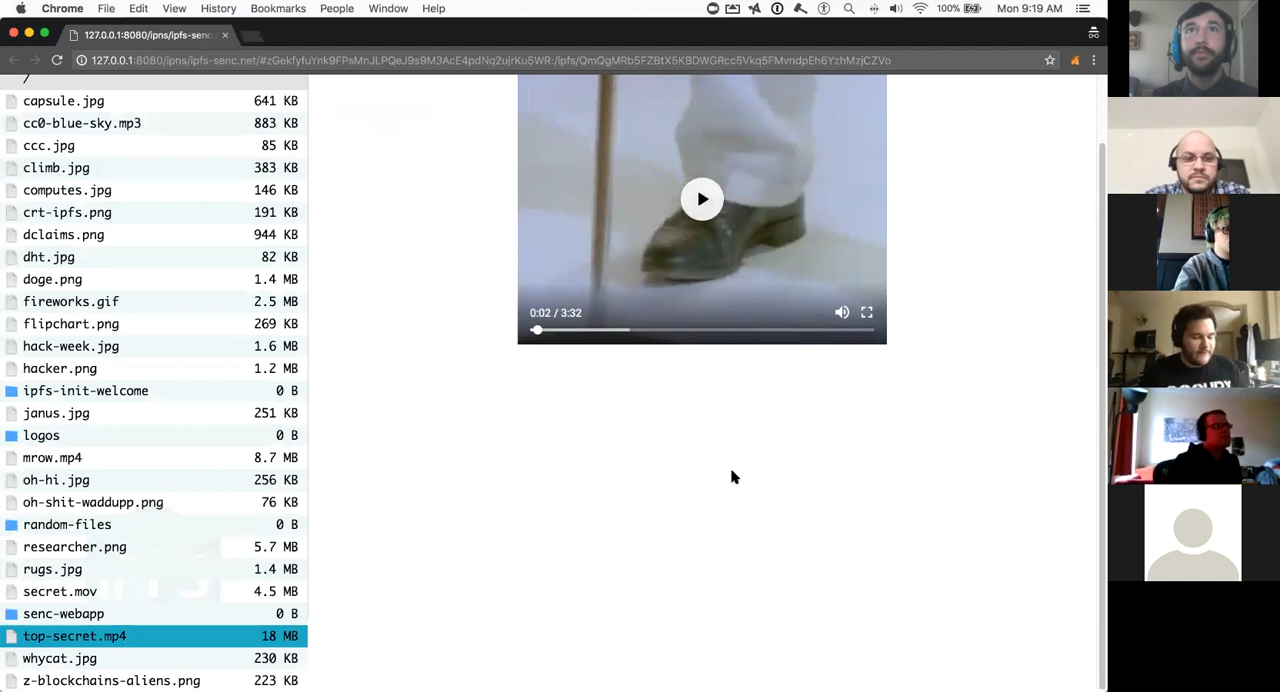 Chrome File Edit View History Bookmarks People Window Help 100% Mon 9:19 AM
127.0.0.1:8080/ipns/ipfs-senc.
127.0.0.1:8080/ipns/ipfs-senc.net/#zGekfyfuYnk9FPsMnJLPQeJ9s9M3AcE4pdNq2ujrKu5WR:/ipfs/QmQgMRb5FZBtX5KBDWGRcc5Vkq5FMvndpEh6YzhMzjCZVo
/
capsule.jpg 641 KB
cc0-blue-sky.mp3 883 KB
ccc.jpg 85 KB
climb.jpg 383 KB
computes.jpg 146 KB
crt-ipfs.png 191 KB
dclaims.png 944 KB
dht.jpg 82 KB
doge.png 1.4 MB
fireworks.gif 2.5 MB
flipchart.png 269 KB
hack-week.jpg 1.6 MB
hacker.png 1.2 MB
ipfs-init-welcome 0 B
janus.jpg 251 KB
logos 0 B
mrow.mp4 8.7 MB
oh-hi.jpg 256 KB
oh-shit-waddupp.png 76 KB
random-files 0 B
researcher.png 5.7 MB
rugs.jpg 1.4 MB
secret.mov 4.5 MB
senc-webapp 0 B
top-secret.mp4 18 MB
whycat.jpg 230 KB
z-blockchains-aliens.png 223 KB
0:02 / 3:32